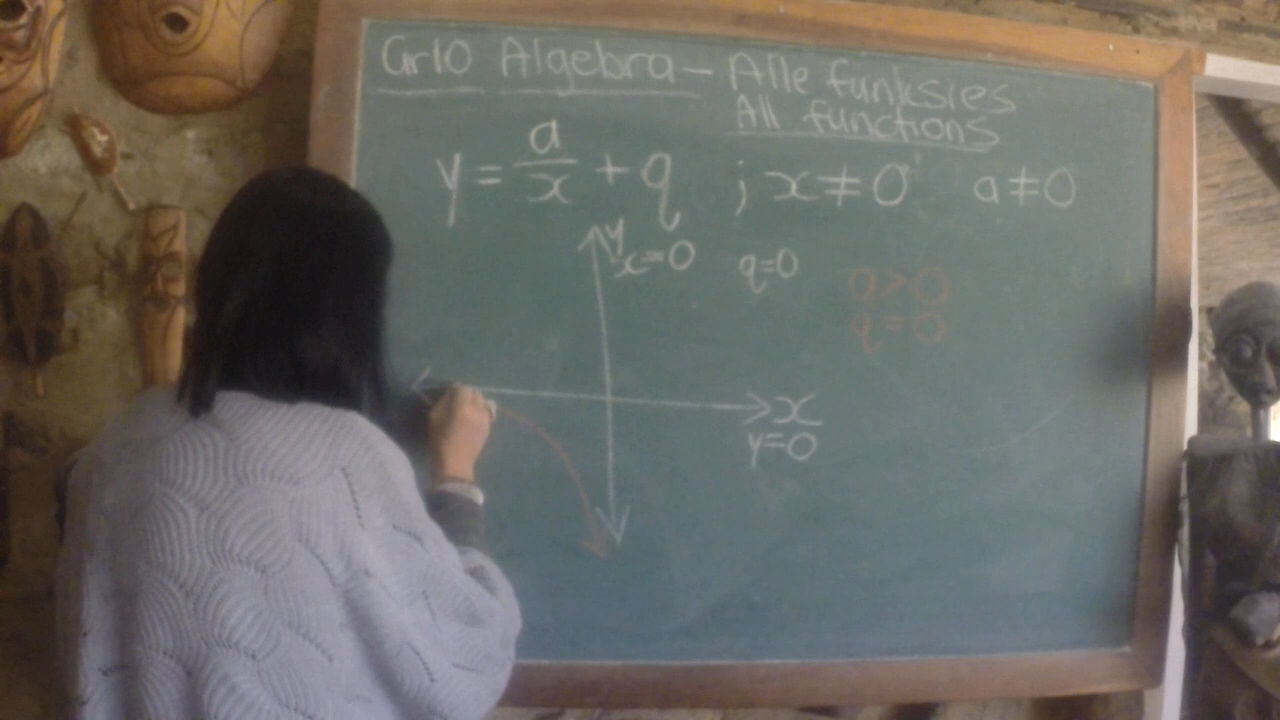 Gr10 Algebra – Alle funksies
All functions
y = a/x + q ; x ≠ 0 a ≠ 0
y
x=0 q=0
a>0
q=0
x
y=0